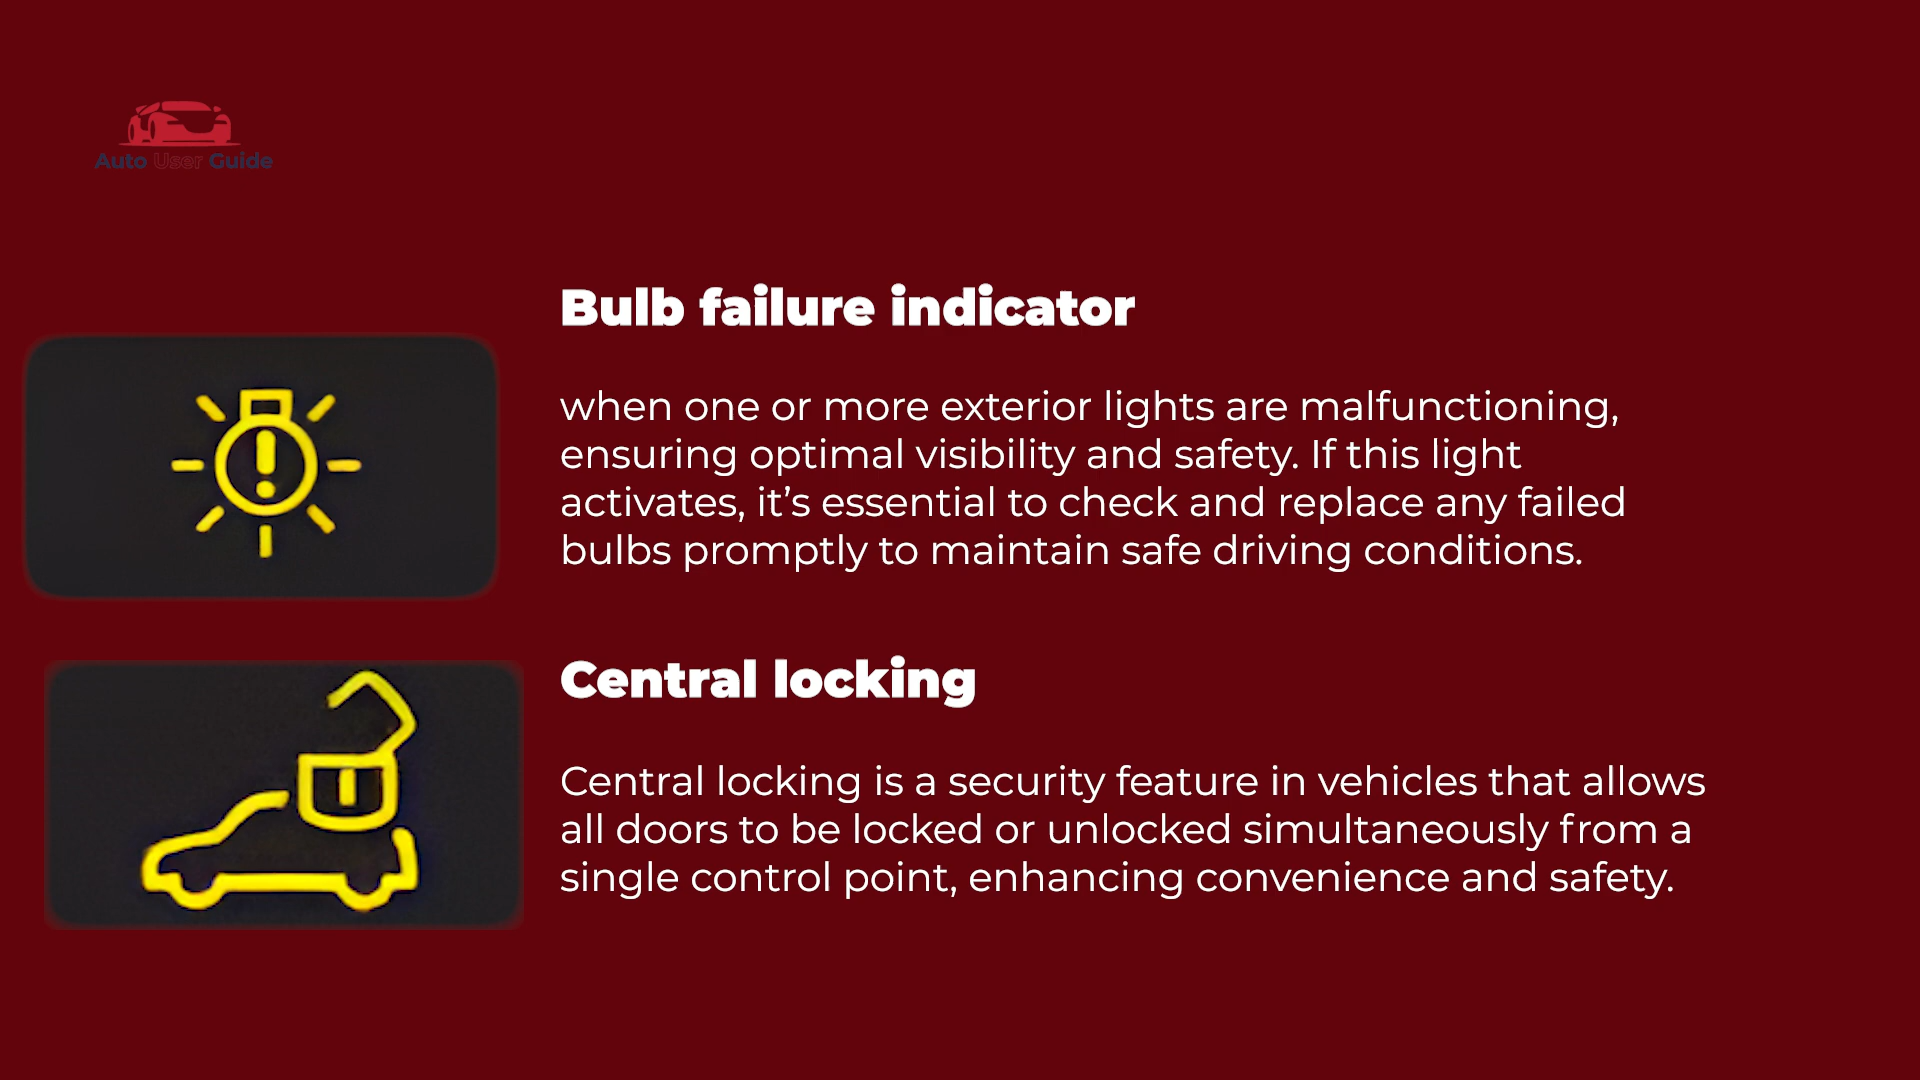 Auto User Guide
Bulb failure indicator
when one or more exterior lights are malfunctioning,
ensuring optimal visibility and safety. If this light
activates, it’s essential to check and replace any failed
bulbs promptly to maintain safe driving conditions.
Central locking
Central locking is a security feature in vehicles that allows
all doors to be locked or unlocked simultaneously from a
single control point, enhancing convenience and safety.